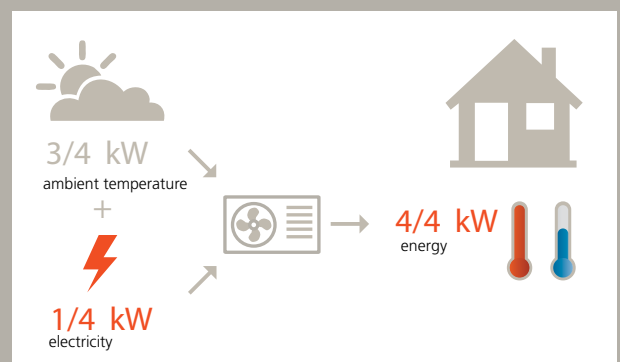 3/4 kW
ambient temperature
+
1/4 kW
electricity
4/4 kW
energy